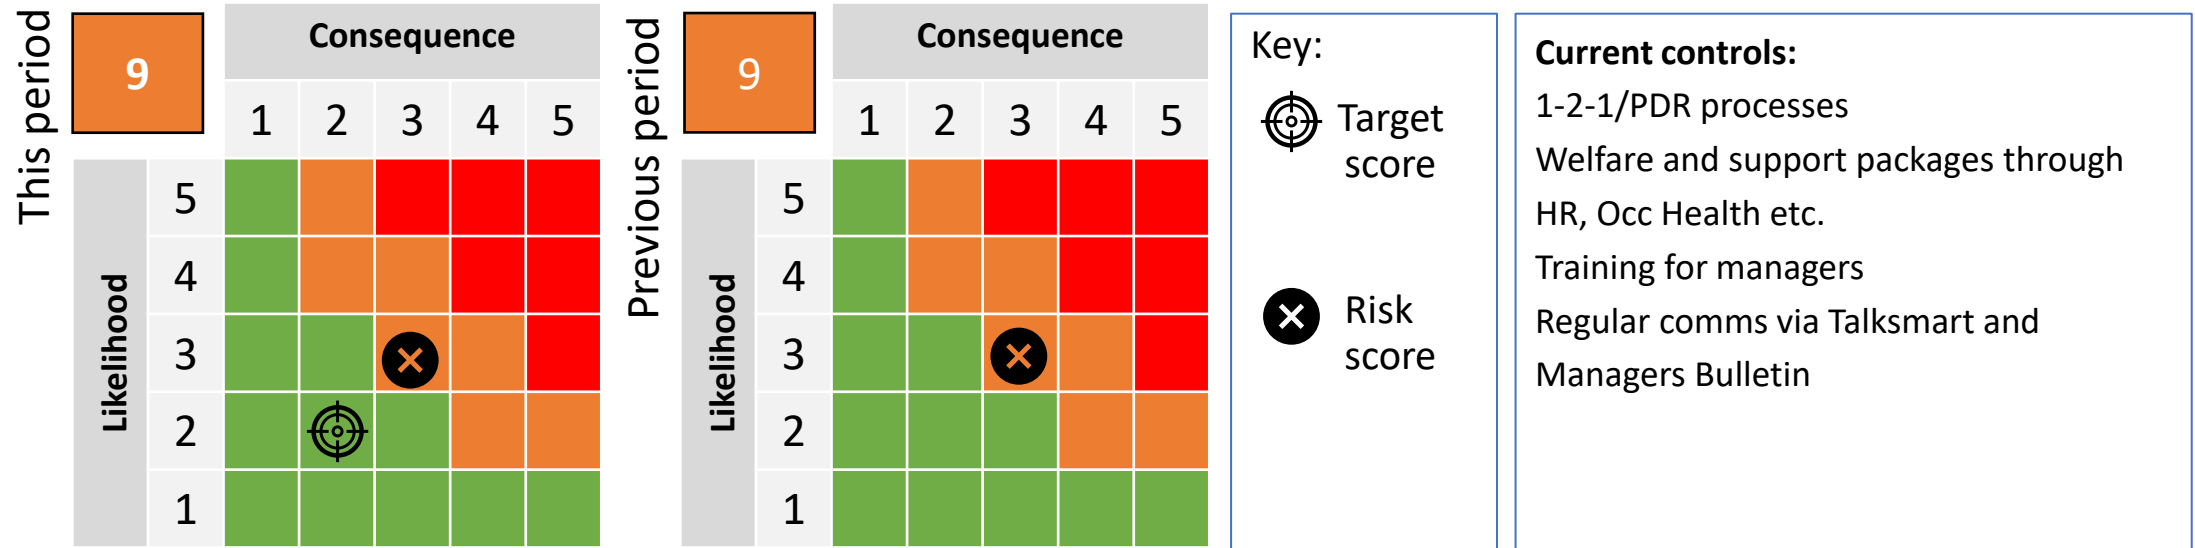 This period
9
Consequence
1 2 3 4 5
Likelihood
5
4
3
2
1
Previous period
9
Consequence
1 2 3 4 5
Likelihood
5
4
3
2
1
Key:
Target
score
Risk
score
Current controls:
1-2-1/PDR processes
Welfare and support packages through
HR, Occ Health etc.
Training for managers
Regular comms via Talksmart and
Managers Bulletin